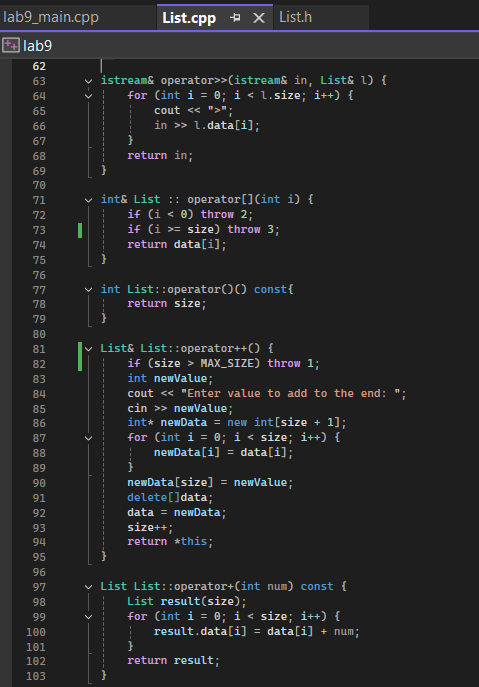 lab9_main.cpp List.cpp List.h
lab9
62
63 istream& operator>>(istream& in, List& l) {
64 for (int i = 0; i < l.size; i++) {
65 cout << ">";
66 in >> l.data[i];
67 }
68 return in;
69 }
70
71 int& List :: operator[](int i) {
72 if (i < 0) throw 2;
73 if (i >= size) throw 3;
74 return data[i];
75 }
76
77 int List::operator()() const{
78 return size;
79 }
80
81 List& List::operator++() {
82 if (size > MAX_SIZE) throw 1;
83 int newValue;
84 cout << "Enter value to add to the end: ";
85 cin >> newValue;
86 int* newData = new int[size + 1];
87 for (int i = 0; i < size; i++) {
88 newData[i] = data[i];
89 }
90 newData[size] = newValue;
91 delete[]data;
92 data = newData;
93 size++;
94 return *this;
95 }
96
97 List List::operator+(int num) const {
98 List result(size);
99 for (int i = 0; i < size; i++) {
100 result.data[i] = data[i] + num;
101 }
102 return result;
103 }